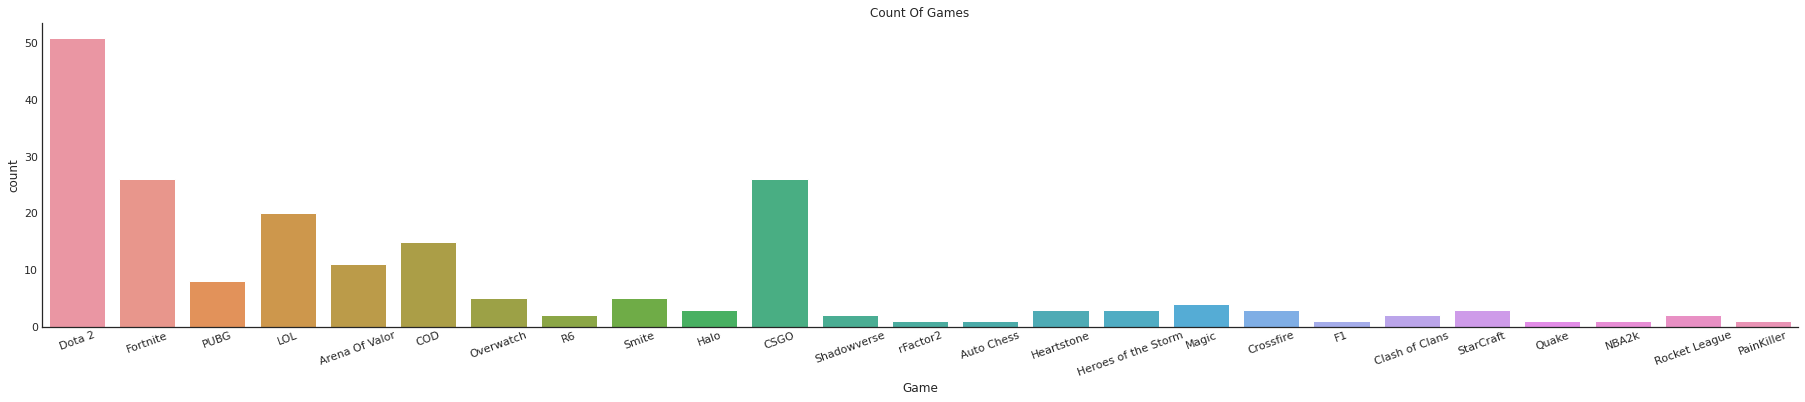 Count Of Games
50
40
30
20
10
0
count
Dota 2
Fortnite
PUBG
LOL
Arena Of Valor
COD
Overwatch
R6
Smite
Halo
CSGO
Shadowverse
rFactor2
Auto Chess
Heartstone
Heroes of the Storm
Magic
Crossfire
F1
Clash of Clans
StarCraft
Quake
NBA2k
Rocket League
PainKiller
Game